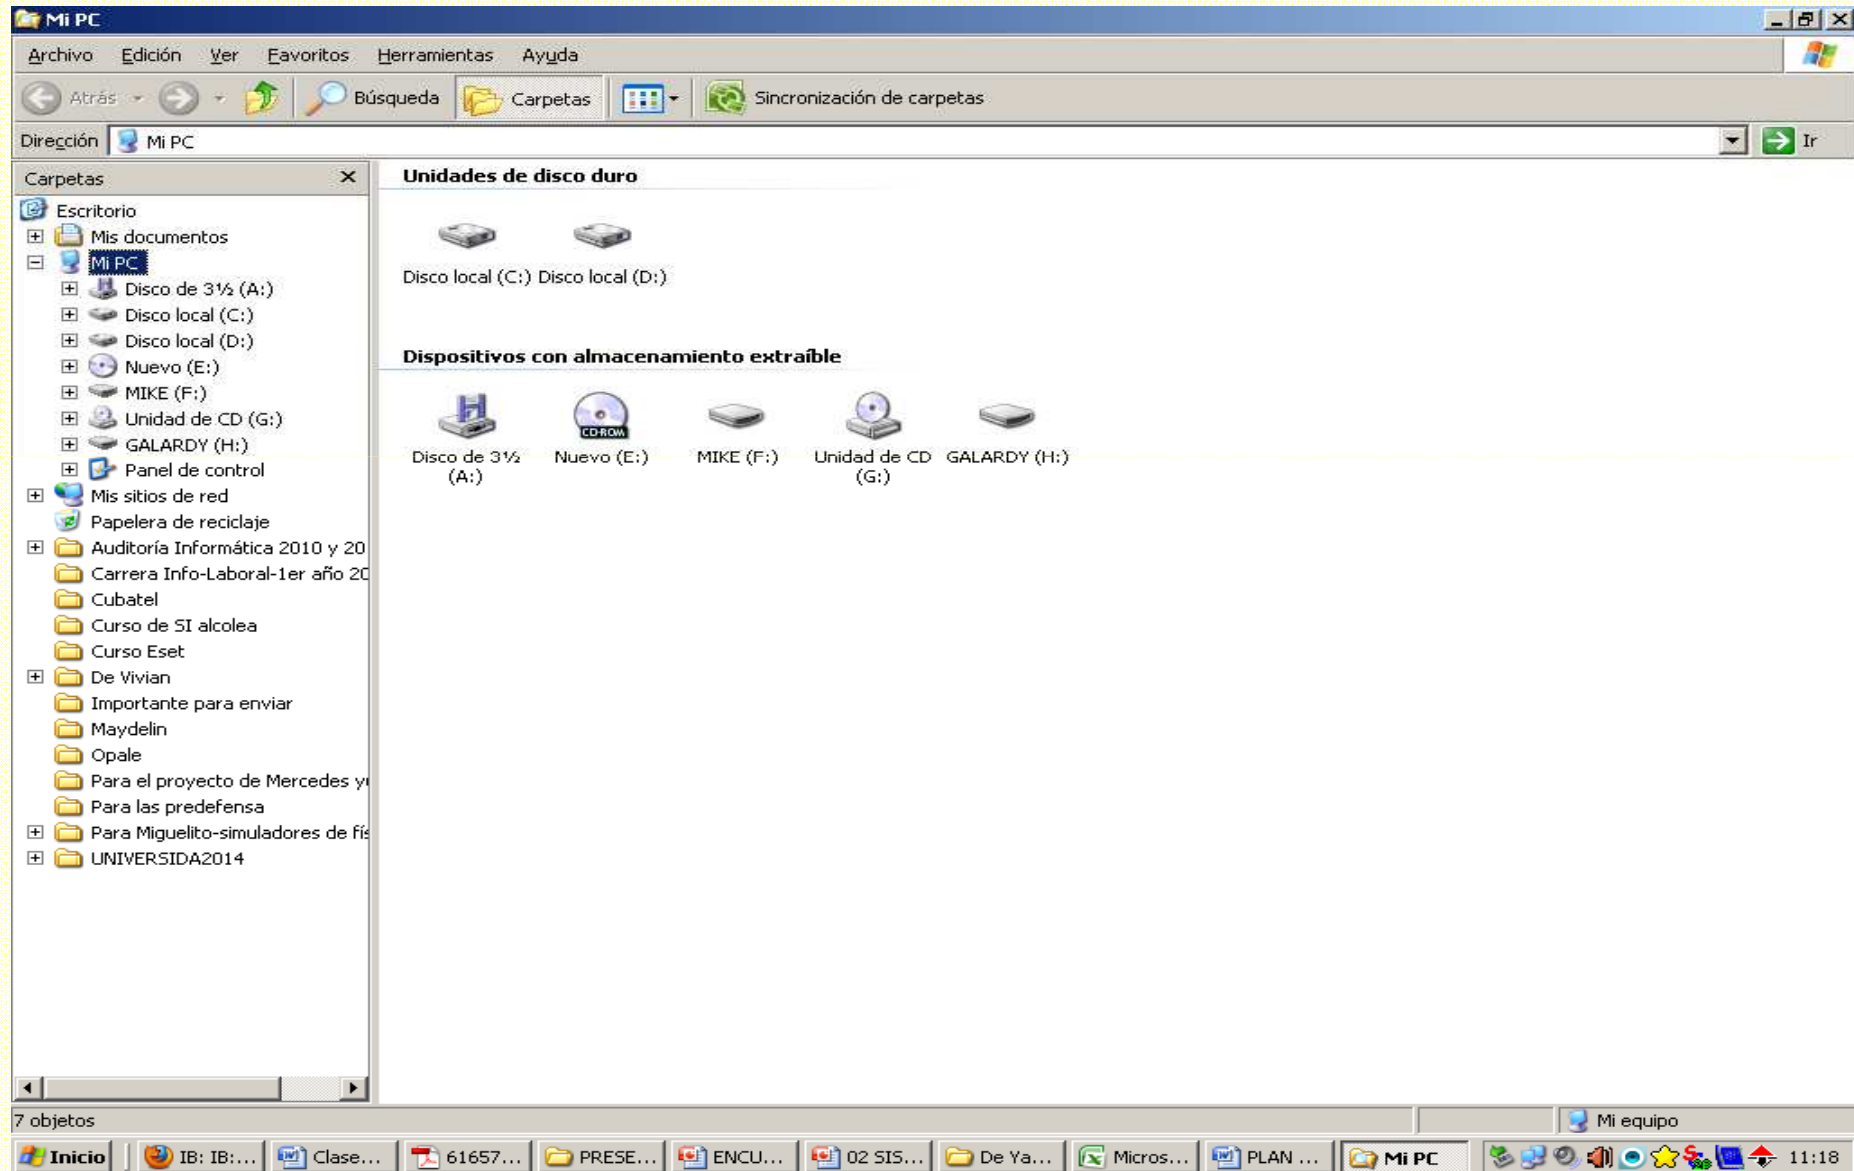 Mi PC
Archivo Edición Ver Favoritos Herramientas Ayuda
Atrás Búsqueda Carpetas Sincronización de carpetas
Dirección Mi PC Ir
Carpetas
Escritorio
Mis documentos
Mi PC
Disco de 3½ (A:)
Disco local (C:)
Disco local (D:)
Nuevo (E:)
MIKE (F:)
Unidad de CD (G:)
GALARDY (H:)
Panel de control
Mis sitios de red
Papelera de reciclaje
Auditoría Informática 2010 y 20
Carrera Info-Laboral-1er año 20
Cubatel
Curso de SI alcolea
Curso Eset
De Vivian
Importante para enviar
Maydelin
Opale
Para el proyecto de Mercedes y
Para las predefensa
Para Miguelito-simuladores de fís
UNIVERSIDA2014
Unidades de disco duro
Disco local (C:) Disco local (D:)
Dispositivos con almacenamiento extraíble
CD-ROM
Disco de 3½ Nuevo (E:) MIKE (F:) Unidad de CD GALARDY (H:)
(A:) (G:)
7 objetos Mi equipo
Inicio IB: IB:... Clase... 61657... PRESE... ENCU... 02 SIS... De Ya... Micros... PLAN ... Mi PC 11:18